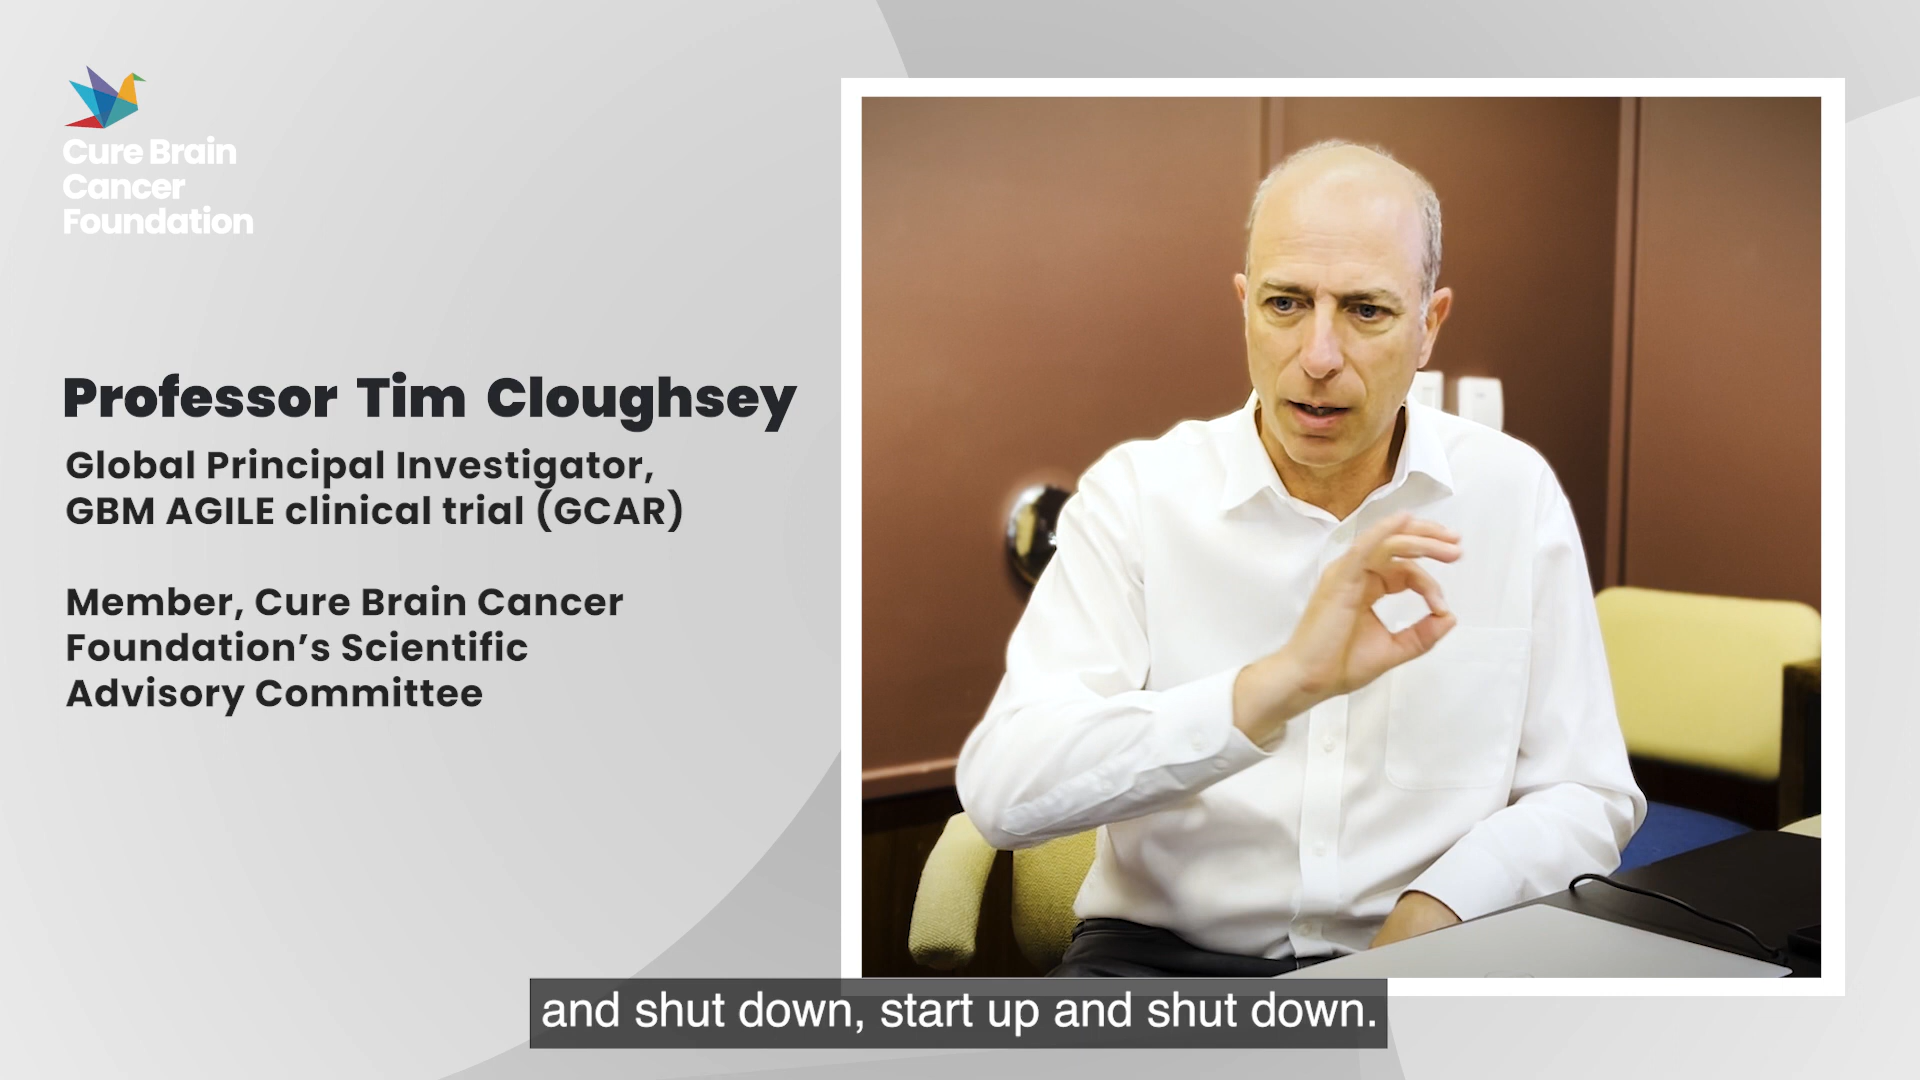 Cure Brain
Cancer
Foundation
Professor Tim Cloughsey
Global Principal Investigator,
GBM AGILE clinical trial (GCAR)
Member, Cure Brain Cancer
Foundation’s Scientific
Advisory Committee
and shut down, start up and shut down.